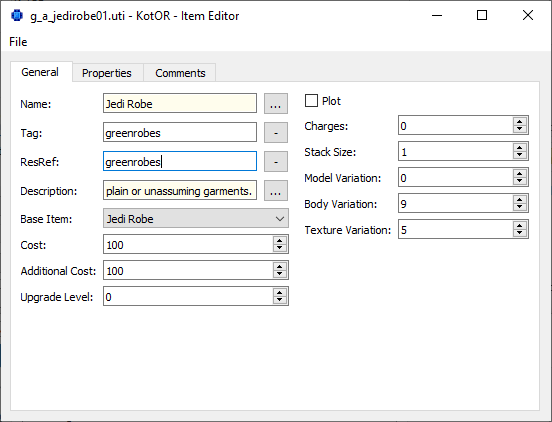 g_a_jedirobe01.uti - KotOR - Item Editor
File
General Properties Comments
Name: Jedi Robe ...
Tag: greenrobes -
ResRef: greenrobes -
Description: plain or unassuming garments. ...
Base Item: Jedi Robe
Cost: 100
Additional Cost: 100
Upgrade Level: 0
Plot
Charges: 0
Stack Size: 1
Model Variation: 0
Body Variation: 9
Texture Variation: 5